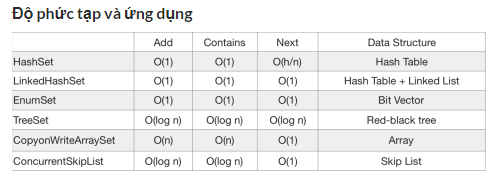 Độ phức tạp và ứng dụng
Add Contains Next Data Structure
HashSet O(1) O(1) O(h/n) Hash Table
LinkedHashSet O(1) O(1) O(1) Hash Table + Linked List
EnumSet O(1) O(1) O(1) Bit Vector
TreeSet O(log n) O(log n) O(log n) Red-black tree
CopyonWriteArraySet O(n) O(n) O(1) Array
ConcurrentSkipList O(log n) O(log n) O(1) Skip List